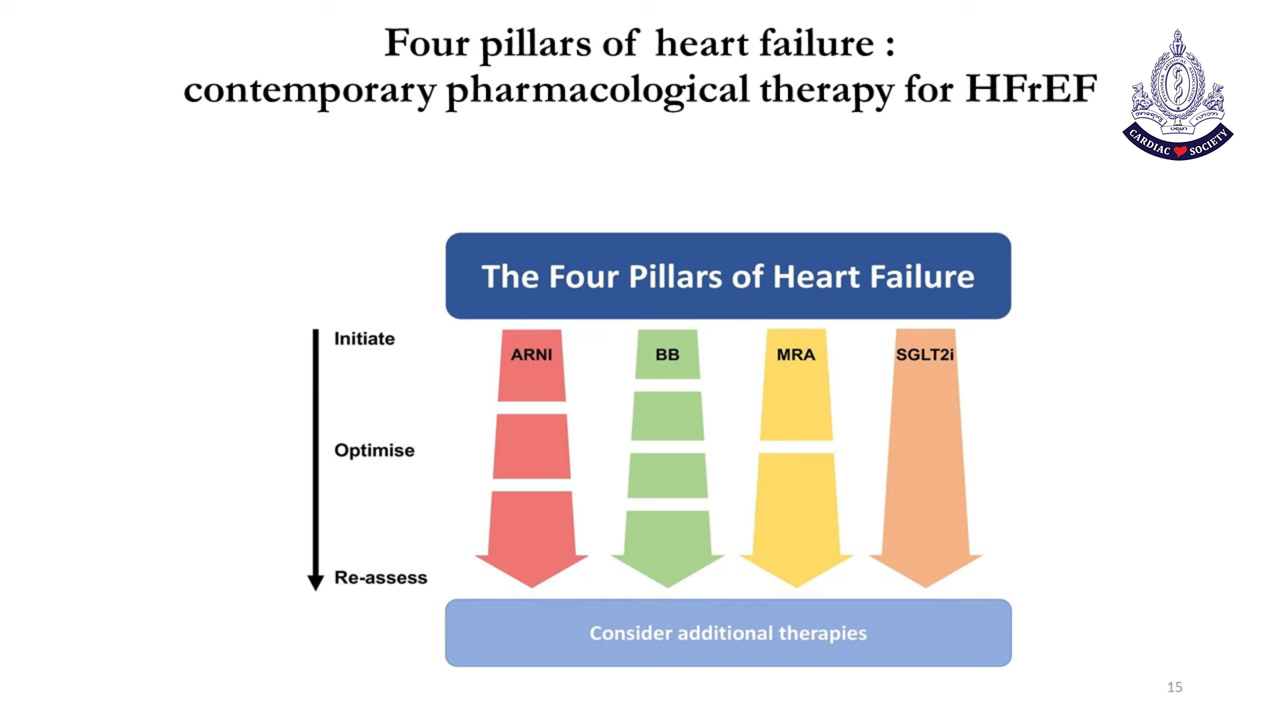 Four pillars of heart failure :
contemporary pharmacological therapy for HFrEF
CARDIAC SOCIETY
The Four Pillars of Heart Failure
Initiate
ARNI
BB
MRA
SGLT2i
Optimise
Re-assess
Consider additional therapies
15